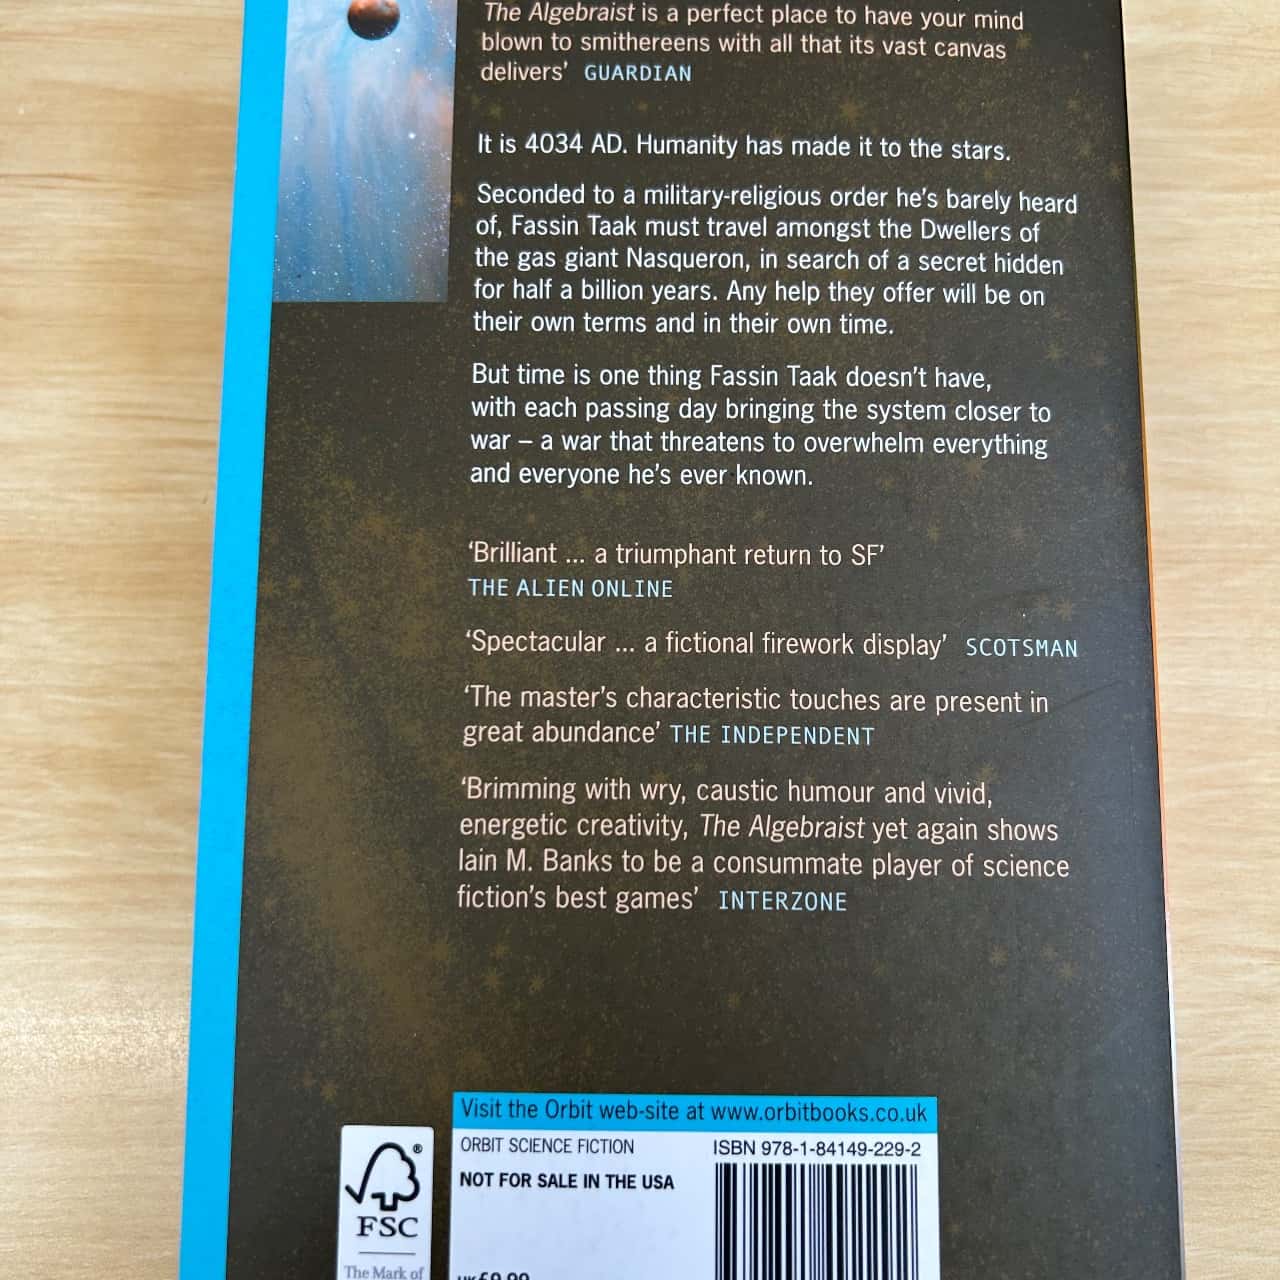 The Algebraist is a perfect place to have your mind
blown to smithereens with all that its vast canvas
delivers’ GUARDIAN
It is 4034 AD. Humanity has made it to the stars.
Seconded to a military-religious order he’s barely heard
of, Fassin Taak must travel amongst the Dwellers of
the gas giant Nasqueron, in search of a secret hidden
for half a billion years. Any help they offer will be on
their own terms and in their own time.
But time is one thing Fassin Taak doesn’t have,
with each passing day bringing the system closer to
war – a war that threatens to overwhelm everything
and everyone he’s ever known.
‘Brilliant ... a triumphant return to SF’
THE ALIEN ONLINE
‘Spectacular ... a fictional firework display’ SCOTSMAN
‘The master’s characteristic touches are present in
great abundance’ THE INDEPENDENT
‘Brimming with wry, caustic humour and vivid,
energetic creativity, The Algebraist yet again shows
Iain M. Banks to be a consummate player of science
fiction’s best games’ INTERZONE
Visit the Orbit web-site at www.orbitbooks.co.uk
ORBIT SCIENCE FICTION
ISBN 978-1-84149-229-2
NOT FOR SALE IN THE USA
®
FSC
The Mark of